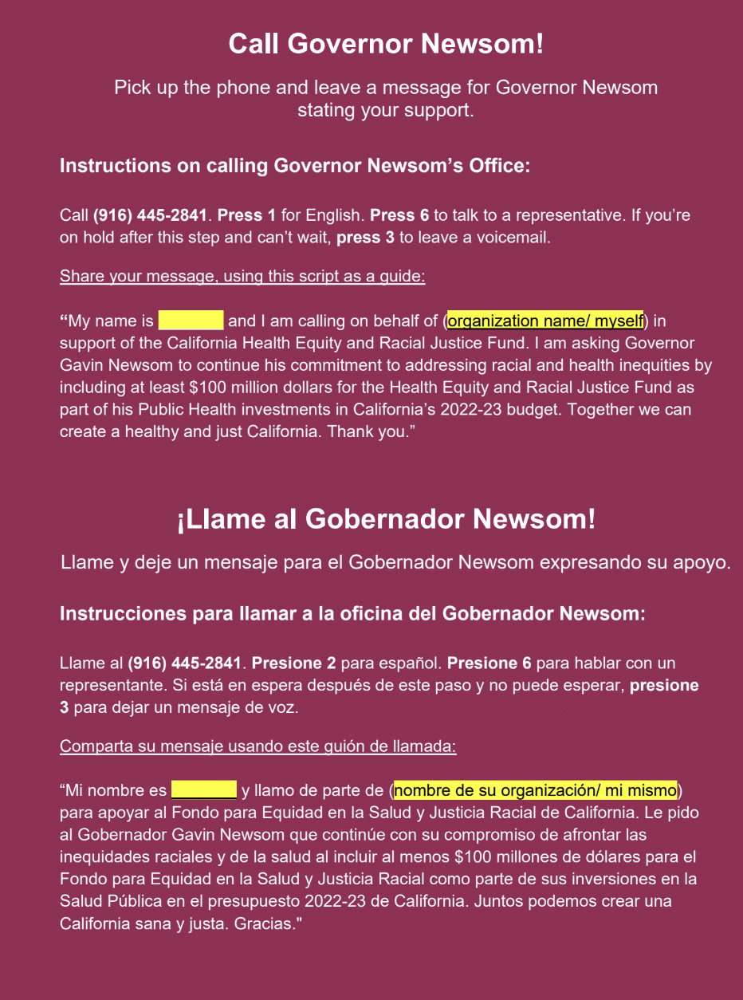 Call Governor Newsom!
Pick up the phone and leave a message for Governor Newsom
stating your support.
Instructions on calling Governor Newsom’s Office:
Call (916) 445-2841. Press 1 for English. Press 6 to talk to a representative. If you’re
on hold after this step and can’t wait, press 3 to leave a voicemail.
Share your message, using this script as a guide:
“My name is _______ and I am calling on behalf of (organization name/ myself) in
support of the California Health Equity and Racial Justice Fund. I am asking Governor
Gavin Newsom to continue his commitment to addressing racial and health inequities by
including at least $100 million dollars for the Health Equity and Racial Justice Fund as
part of his Public Health investments in California’s 2022-23 budget. Together we can
create a healthy and just California. Thank you.”
¡Llame al Gobernador Newsom!
Llame y deje un mensaje para el Gobernador Newsom expresando su apoyo.
Instrucciones para llamar a la oficina del Gobernador Newsom:
Llame al (916) 445-2841. Presione 2 para español. Presione 6 para hablar con un
representante. Si está en espera después de este paso y no puede esperar, presione
3 para dejar un mensaje de voz.
Comparta su mensaje usando este guión de llamada:
“Mi nombre es _______ y llamo de parte de (nombre de su organización/ mi mismo)
para apoyar al Fondo para Equidad en la Salud y Justicia Racial de California. Le pido
al Gobernador Gavin Newsom que continúe con su compromiso de afrontar las
inequidades raciales y de la salud al incluir al menos $100 millones de dólares para el
Fondo para Equidad en la Salud y Justicia Racial como parte de sus inversiones en la
Salud Pública en el presupuesto 2022-23 de California. Juntos podemos crear una
California sana y justa. Gracias."